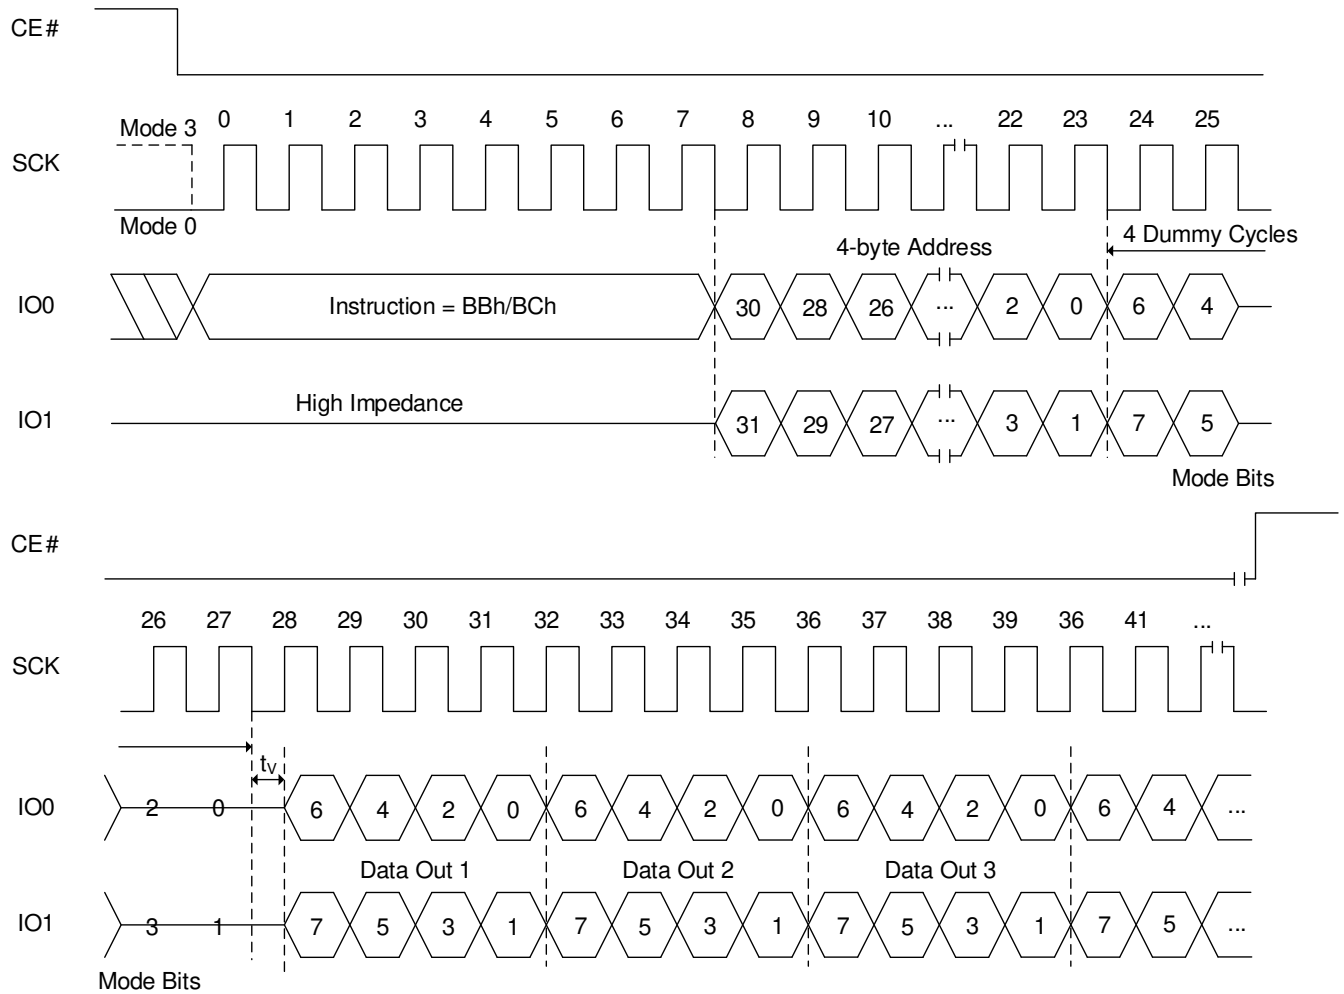 CE#
Mode 3 0 1 2 3 4 5 6 7 8 9 10 ... 22 23 24 25
SCK
Mode 0
4-byte Address 4 Dummy Cycles
IO0 Instruction = BBh/BCh 30 28 26 ... 2 0 6 4
High Impedance
IO1 31 29 27 ... 3 1 7 5
Mode Bits
CE#
26 27 28 29 30 31 32 33 34 35 36 37 38 39 36 41 ...
SCK
tV
IO0 2 0 6 4 2 0 6 4 2 0 6 4 2 0 6 4 ...
Data Out 1 Data Out 2 Data Out 3
IO1 3 1 7 5 3 1 7 5 3 1 7 5 3 1 7 5 ...
Mode Bits